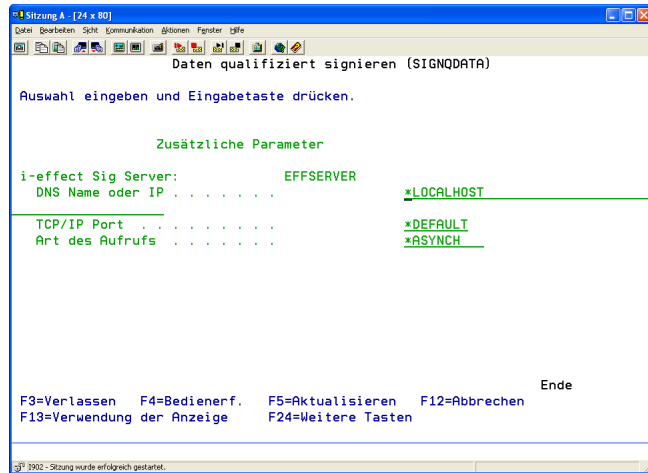 Sitzung A - [24 x 80]
Datei Bearbeiten Sicht Kommunikation Aktionen Fenster Hilfe
Daten qualifiziert signieren (SIGNQDATA)
Auswahl eingeben und Eingabetaste drücken.
Zusätzliche Parameter
i-effect Sig Server: EFFSERVER
DNS Name oder IP . . . . . . . *LOCALHOST
TCP/IP Port . . . . . . . . . *DEFAULT
Art des Aufrufs . . . . . . . *ASYNCH
Ende
F3=Verlassen F4=Bedienerf. F5=Aktualisieren F12=Abbrechen
F13=Verwendung der Anzeige F24=Weitere Tasten
I902 - Sitzung wurde erfolgreich gestartet.